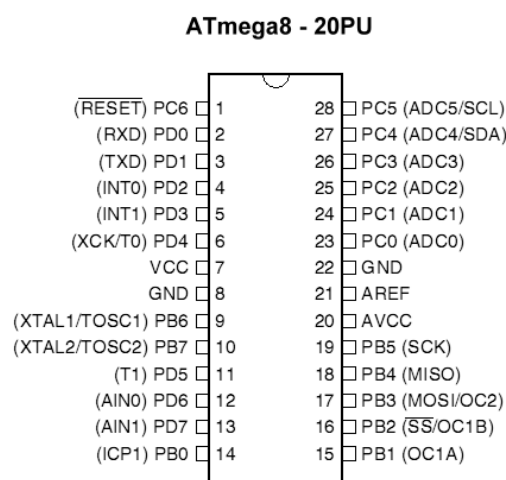 ATmega8 - 20PU
(RESET) PC6 1 28 PC5 (ADC5/SCL)
(RXD) PD0 2 27 PC4 (ADC4/SDA)
(TXD) PD1 3 26 PC3 (ADC3)
(INT0) PD2 4 25 PC2 (ADC2)
(INT1) PD3 5 24 PC1 (ADC1)
(XCK/T0) PD4 6 23 PC0 (ADC0)
VCC 7 22 GND
GND 8 21 AREF
(XTAL1/TOSC1) PB6 9 20 AVCC
(XTAL2/TOSC2) PB7 10 19 PB5 (SCK)
(T1) PD5 11 18 PB4 (MISO)
(AIN0) PD6 12 17 PB3 (MOSI/OC2)
(AIN1) PD7 13 16 PB2 (SS/OC1B)
(ICP1) PB0 14 15 PB1 (OC1A)